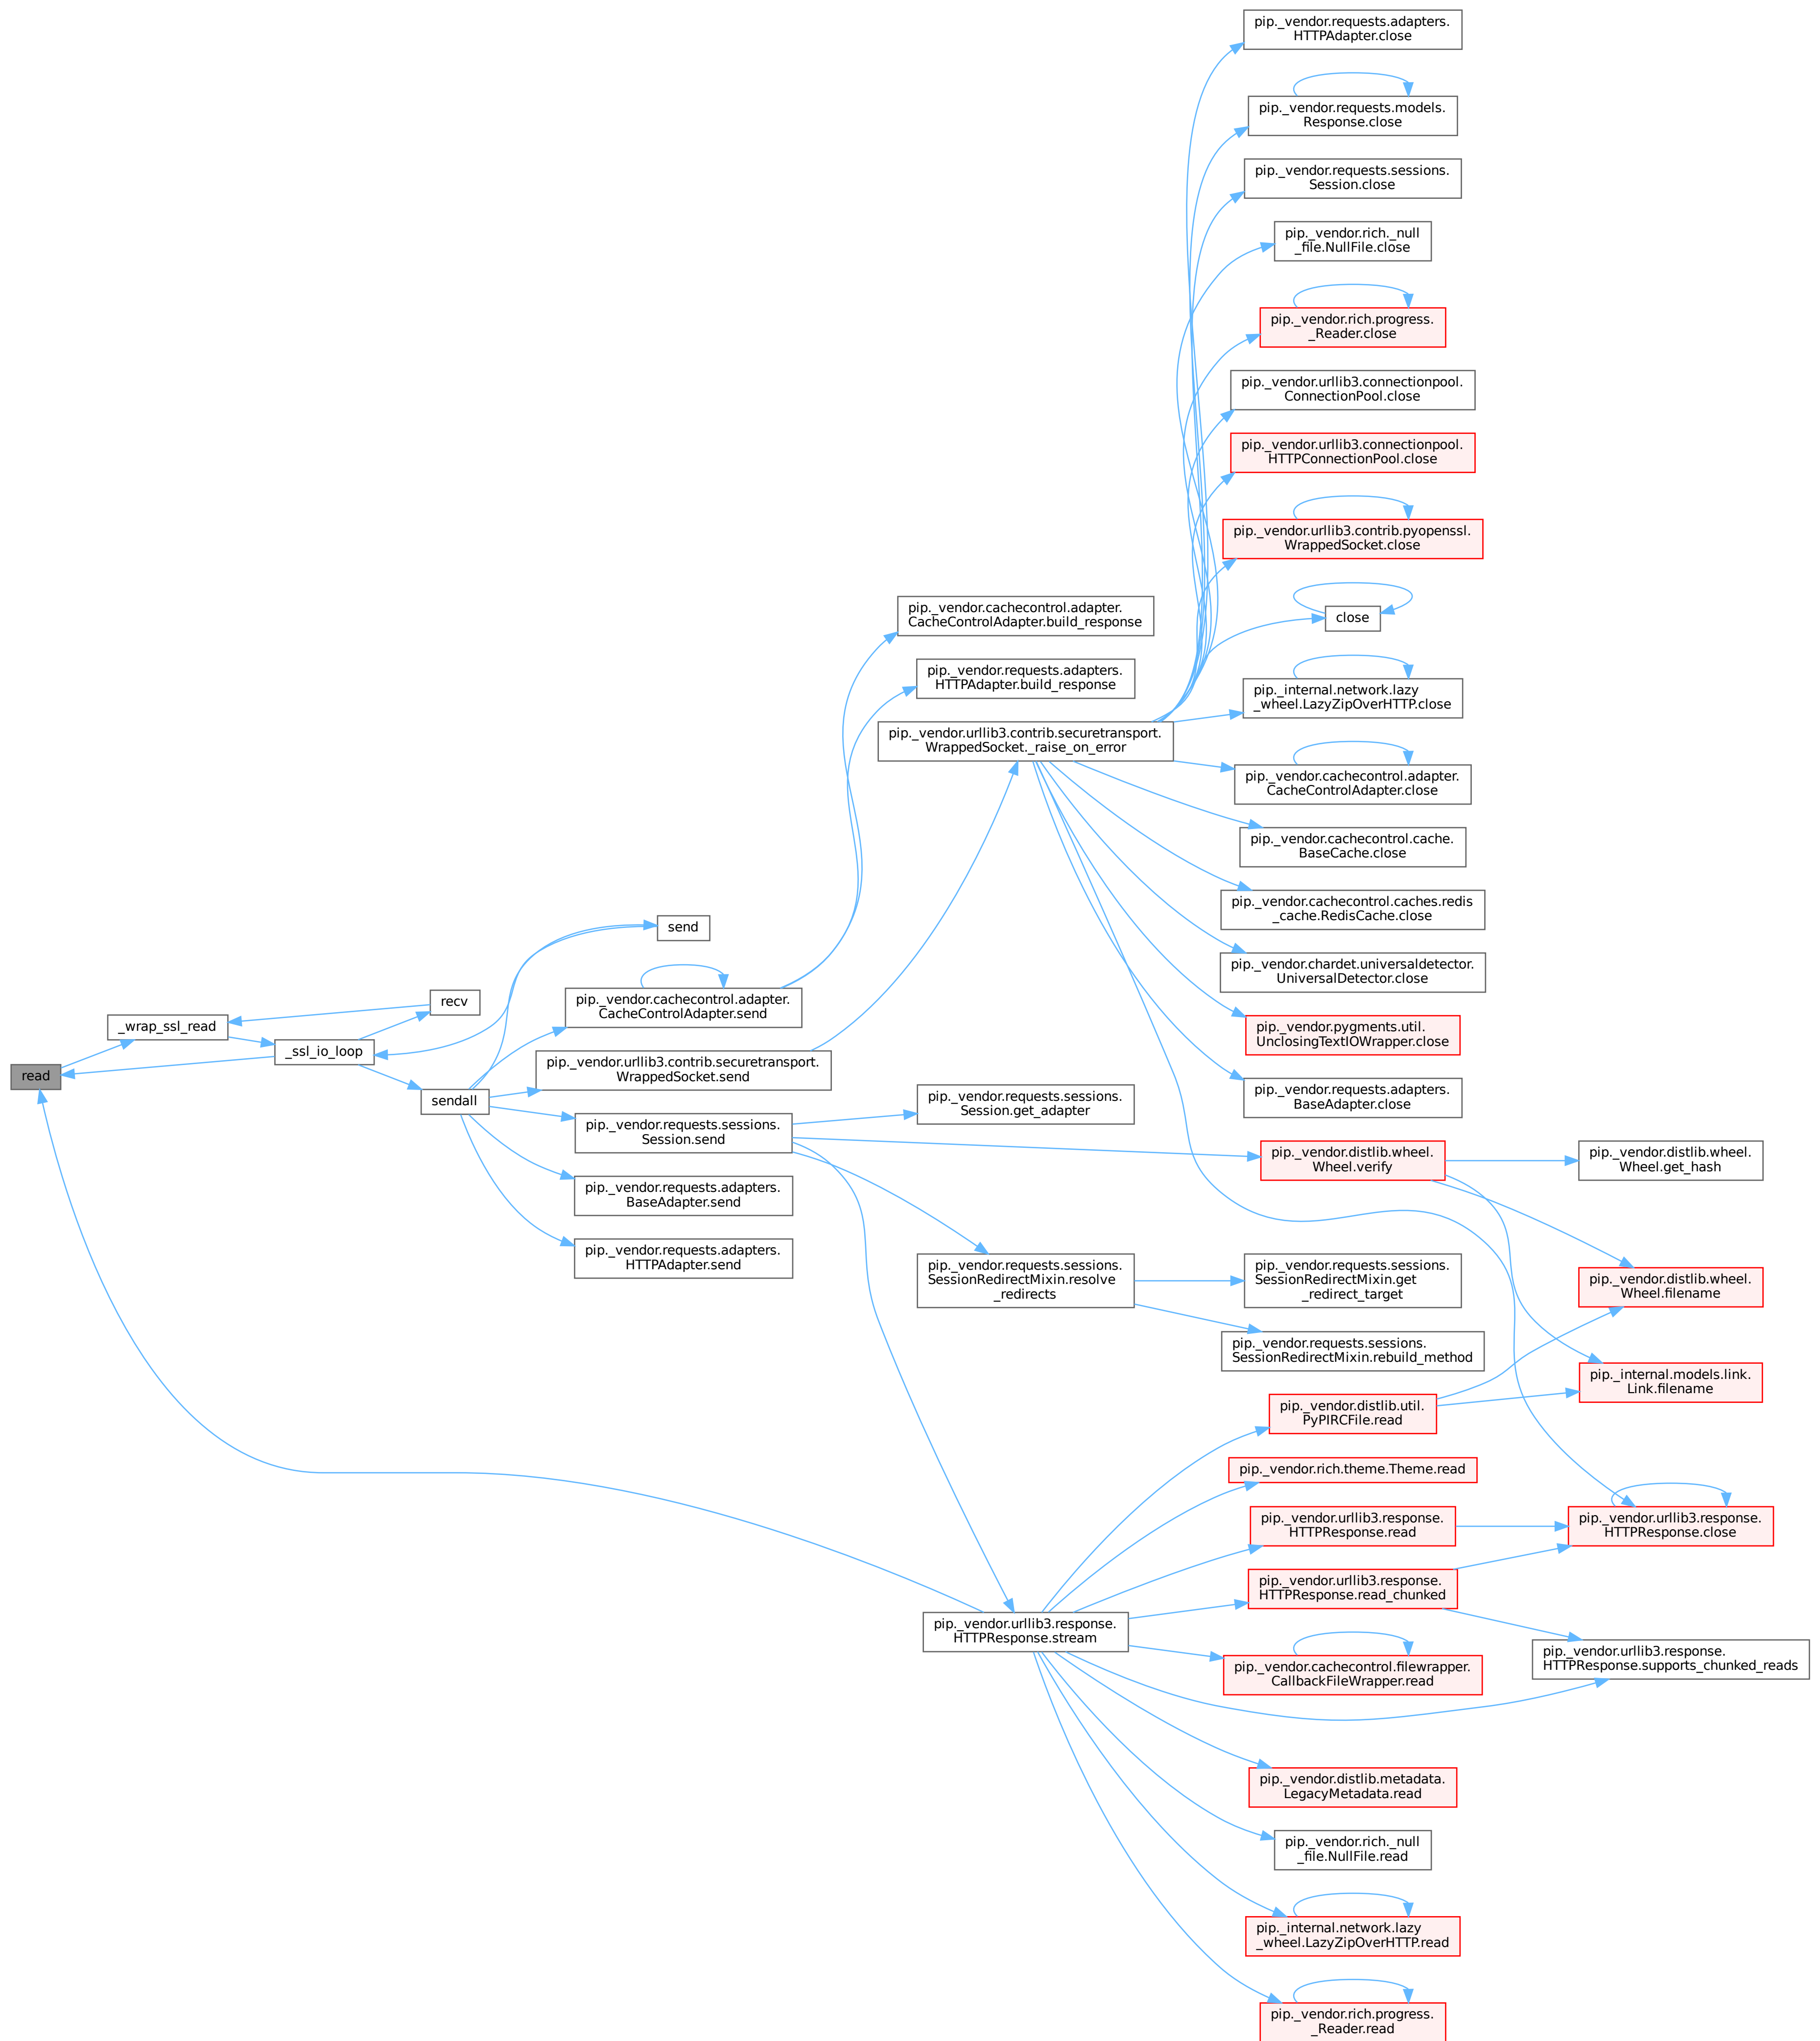 read
_wrap_ssl_read
_ssl_io_loop
recv
sendall
send
pip._vendor.cachecontrol.adapter.
CacheControlAdapter.send
pip._vendor.urllib3.contrib.securetransport.
WrappedSocket.send
pip._vendor.requests.sessions.
Session.send
pip._vendor.requests.adapters.
BaseAdapter.send
pip._vendor.requests.adapters.
HTTPAdapter.send
pip._vendor.cachecontrol.adapter.
CacheControlAdapter.build_response
pip._vendor.requests.adapters.
HTTPAdapter.build_response
pip._vendor.urllib3.contrib.securetransport.
WrappedSocket._raise_on_error
pip._vendor.requests.sessions.
Session.get_adapter
pip._vendor.requests.sessions.
SessionRedirectMixin.resolve
_redirects
pip._vendor.urllib3.response.
HTTPResponse.stream
pip._vendor.requests.adapters.
HTTPAdapter.close
pip._vendor.requests.models.
Response.close
pip._vendor.requests.sessions.
Session.close
pip._vendor.rich._null
_file.NullFile.close
pip._vendor.rich.progress.
_Reader.close
pip._vendor.urllib3.connectionpool.
ConnectionPool.close
pip._vendor.urllib3.connectionpool.
HTTPConnectionPool.close
pip._vendor.urllib3.contrib.pyopenssl.
WrappedSocket.close
close
pip._internal.network.lazy
_wheel.LazyZipOverHTTP.close
pip._vendor.cachecontrol.adapter.
CacheControlAdapter.close
pip._vendor.cachecontrol.cache.
BaseCache.close
pip._vendor.cachecontrol.caches.redis
_cache.RedisCache.close
pip._vendor.chardet.universaldetector.
UniversalDetector.close
pip._vendor.pygments.util.
UnclosingTextIOWrapper.close
pip._vendor.requests.adapters.
BaseAdapter.close
pip._vendor.distlib.wheel.
Wheel.verify
pip._vendor.requests.sessions.
SessionRedirectMixin.get
_redirect_target
pip._vendor.requests.sessions.
SessionRedirectMixin.rebuild_method
pip._vendor.distlib.util.
PyPIRCFile.read
pip._vendor.rich.theme.Theme.read
pip._vendor.urllib3.response.
HTTPResponse.read
pip._vendor.urllib3.response.
HTTPResponse.read_chunked
pip._vendor.cachecontrol.filewrapper.
CallbackFileWrapper.read
pip._vendor.distlib.metadata.
LegacyMetadata.read
pip._vendor.rich._null
_file.NullFile.read
pip._internal.network.lazy
_wheel.LazyZipOverHTTP.read
pip._vendor.rich.progress.
_Reader.read
pip._vendor.distlib.wheel.
Wheel.get_hash
pip._vendor.distlib.wheel.
Wheel.filename
pip._internal.models.link.
Link.filename
pip._vendor.urllib3.response.
HTTPResponse.close
pip._vendor.urllib3.response.
HTTPResponse.supports_chunked_reads